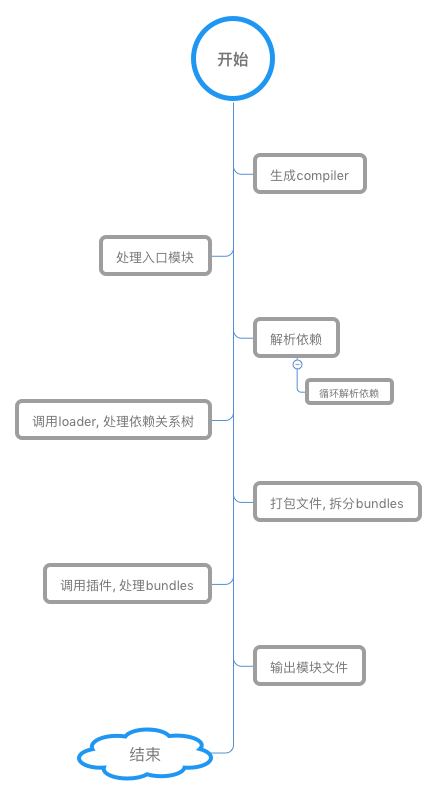 开始
生成compiler
处理入口模块
解析依赖
循环解析依赖
调用loader, 处理依赖关系树
打包文件, 拆分bundles
调用插件, 处理bundles
输出模块文件
结束